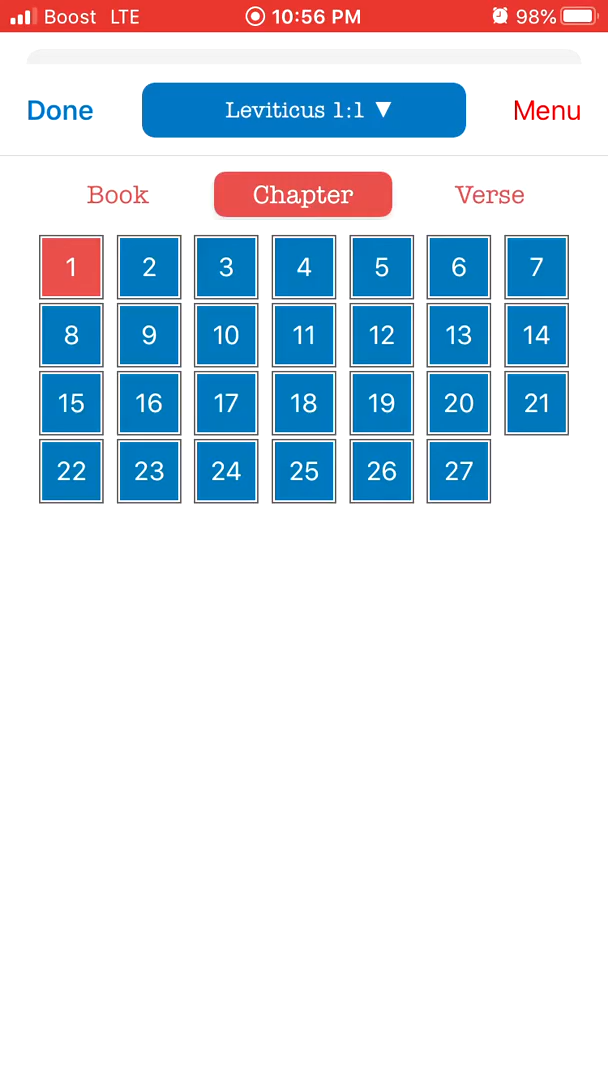 Boost LTE 10:56 PM 98%
Done Leviticus 1:1 ▼ Menu
Book Chapter Verse
1 2 3 4 5 6 7
8 9 10 11 12 13 14
15 16 17 18 19 20 21
22 23 24 25 26 27